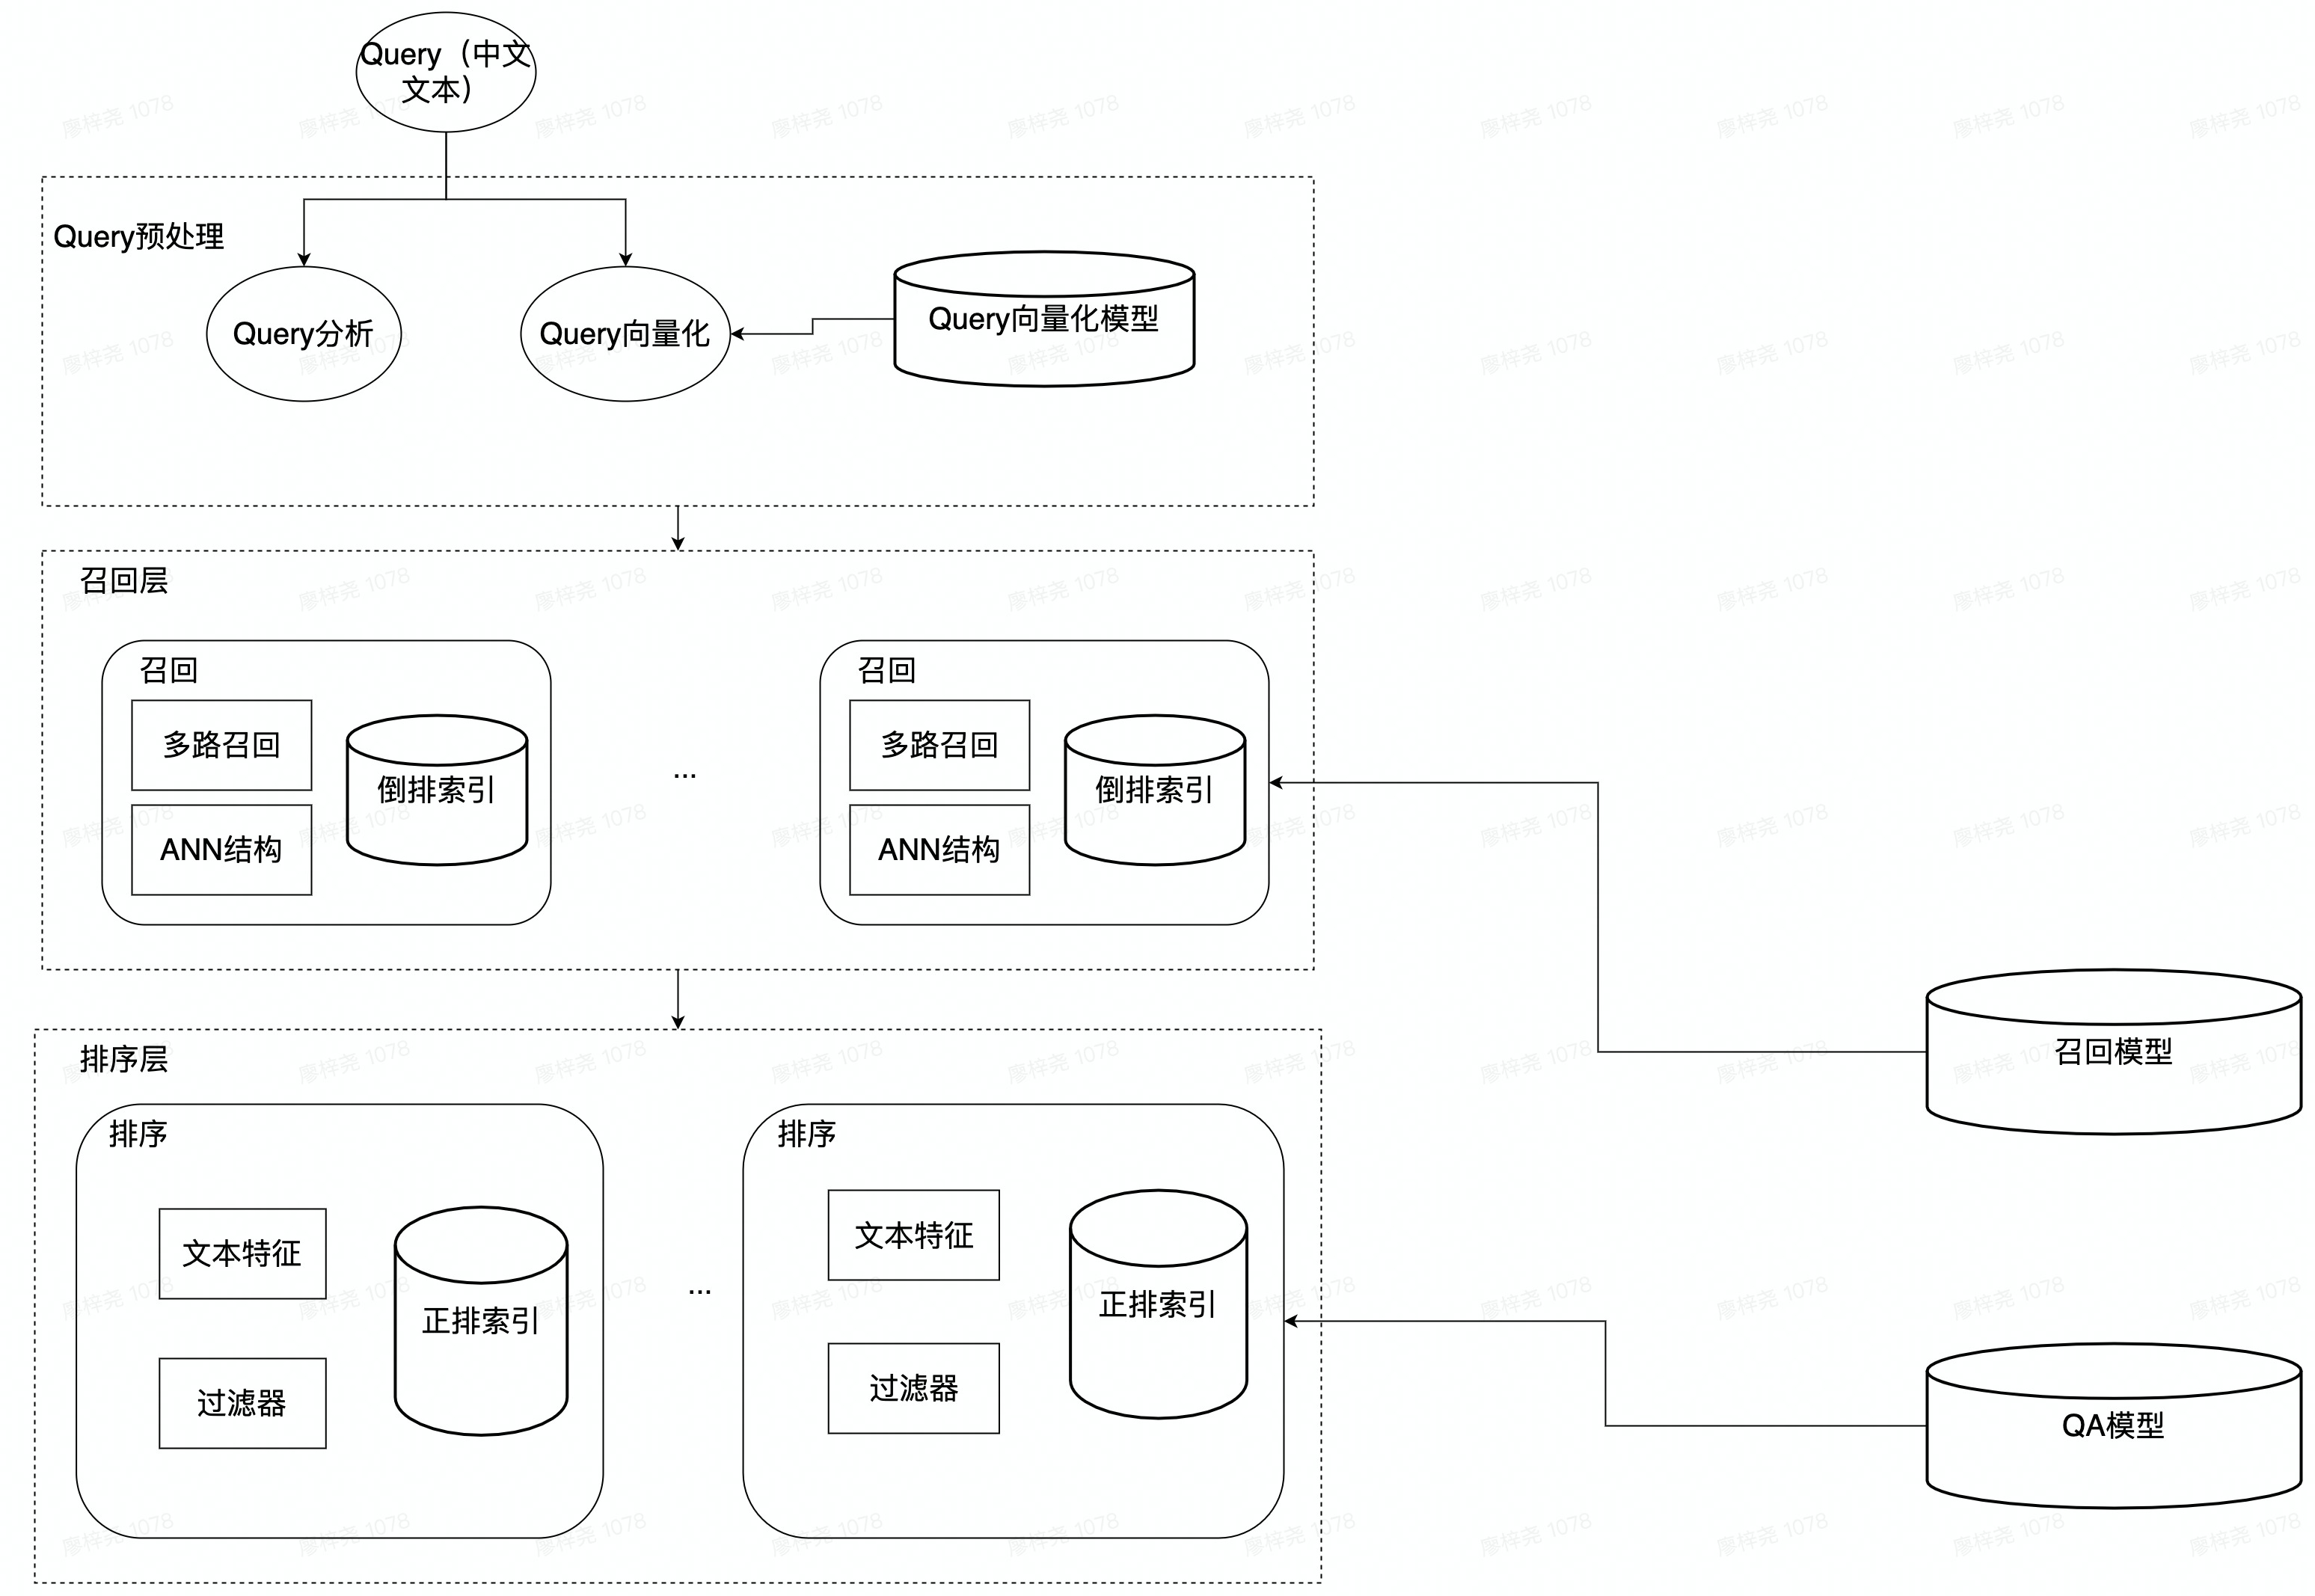 Query（中文
文本）
Query预处理
Query分析
Query向量化
Query向量化模型
召回层
召回
多路召回
ANN结构
倒排索引
...
召回
多路召回
ANN结构
倒排索引
召回模型
排序层
排序
文本特征
过滤器
正排索引
...
排序
文本特征
过滤器
正排索引
QA模型
廖梓尧 1078